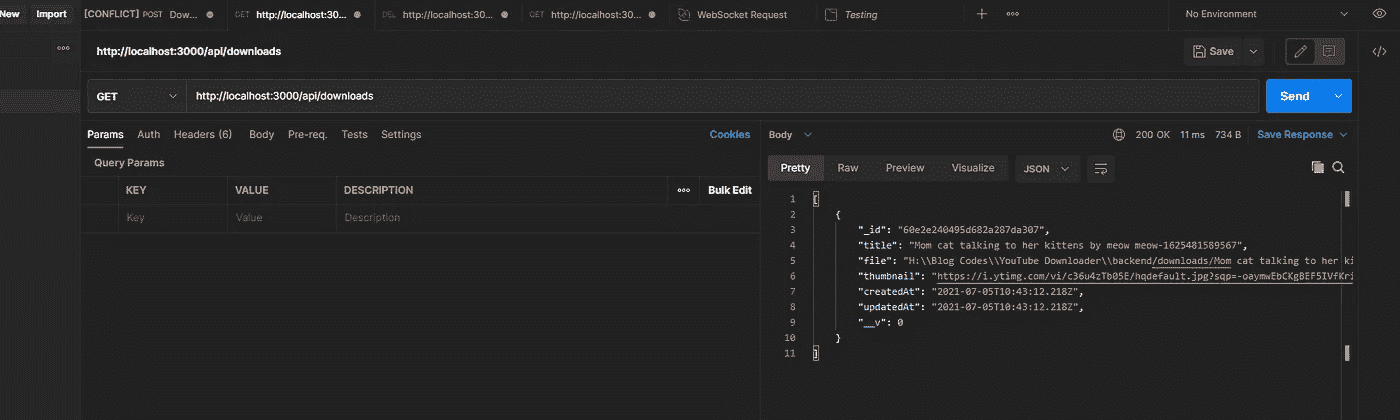 New Import [CONFLICT] POST Dow... GET http://localhost:30... DEL http://localhost:30... GET http://localhost:30... WebSocket Request Testing No Environment
http://localhost:3000/api/downloads Save
GET http://localhost:3000/api/downloads Send
Params Auth Headers (6) Body Pre-req. Tests Settings Cookies Body 200 OK 11 ms 734 B Save Response
Query Params Pretty Raw Preview Visualize JSON
KEY VALUE DESCRIPTION Bulk Edit
Key Value Description
1 [
2 {
3 "_id": "60e2e240495d682a287da307",
4 "title": "Mom cat talking to her kittens by meow meow-1625481589567",
5 "file": "H:\\Blog Codes\\YouTube Downloader\\backend/downloads/Mom cat talking to her ki
6 "thumbnail": "https://i.ytimg.com/vi/c36u4zTb05E/hqdefault.jpg?sqp=-oaymwEbCKgBEF5IVfKri
7 "createdAt": "2021-07-05T10:43:12.218Z",
8 "updatedAt": "2021-07-05T10:43:12.218Z",
9 "__v": 0
10 }
11 ]